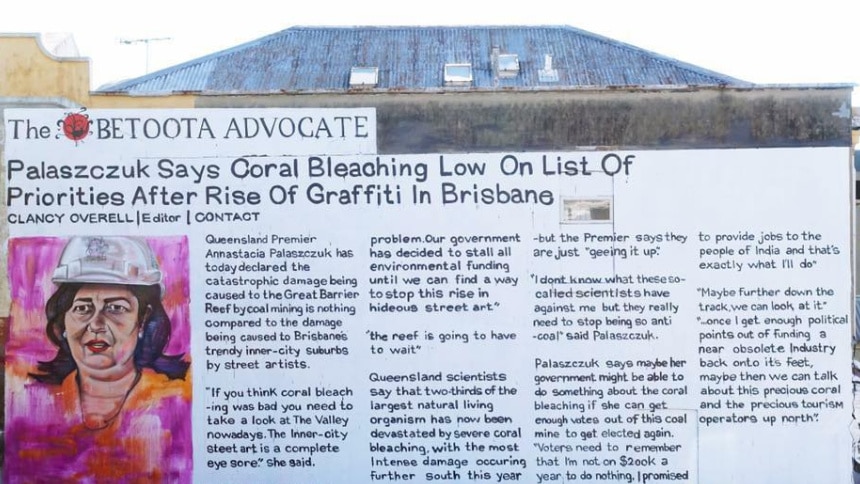 The BETOOTA ADVOCATE
Palaszczuk Says Coral Bleaching Low On List Of
Priorities After Rise Of Graffiti In Brisbane
CLANCY OVERELL | Editor | CONTACT
Queensland Premier
Annastacia Palaszczuk has
today declared the
catastrophic damage being
caused to the Great Barrier
Reef by coal mining is nothing
compared to the damage
being caused to Brisbane's
trendy inner-city suburbs
by street artists.
"If you think coral bleach
-ing was bad you need to
take a look at The Valley
nowadays. The Inner-city
steet art is a complete
eye sore." she said.
problem. Our government
has decided to stall all
environmental funding
until we can find a way
to stop this rise in
hideous street art."
"the reef is going to have
to wait"
Queensland scientists
say that two-thirds of the
largest natural living
organism has now been
devastated by severe coral
bleaching, with the most
Intense damage occuring
further south this year
-but the Premier says they
are just "geeing it up".
"I dont know what these so-
called scientists have
against me but they really
need to stop being so anti
-coal" said Palaszczuk.
Palaszczuk says maybe her
government might be able to
do something about the coral
bleaching if she can get
enough votes out of this coal
mine to get elected again.
"Voters need to remember
that I'm not on $200k a
year to do nothing, I promised
to provide jobs to the
people of India and that's
exactly what I'll do"
"Maybe further down the
track, we can look at it"
"...once I get enough political
points out of funding a
near obsolete Industry
back onto it's feet,
maybe then we can talk
about this precious coral
and the precious tourism
operators up north".